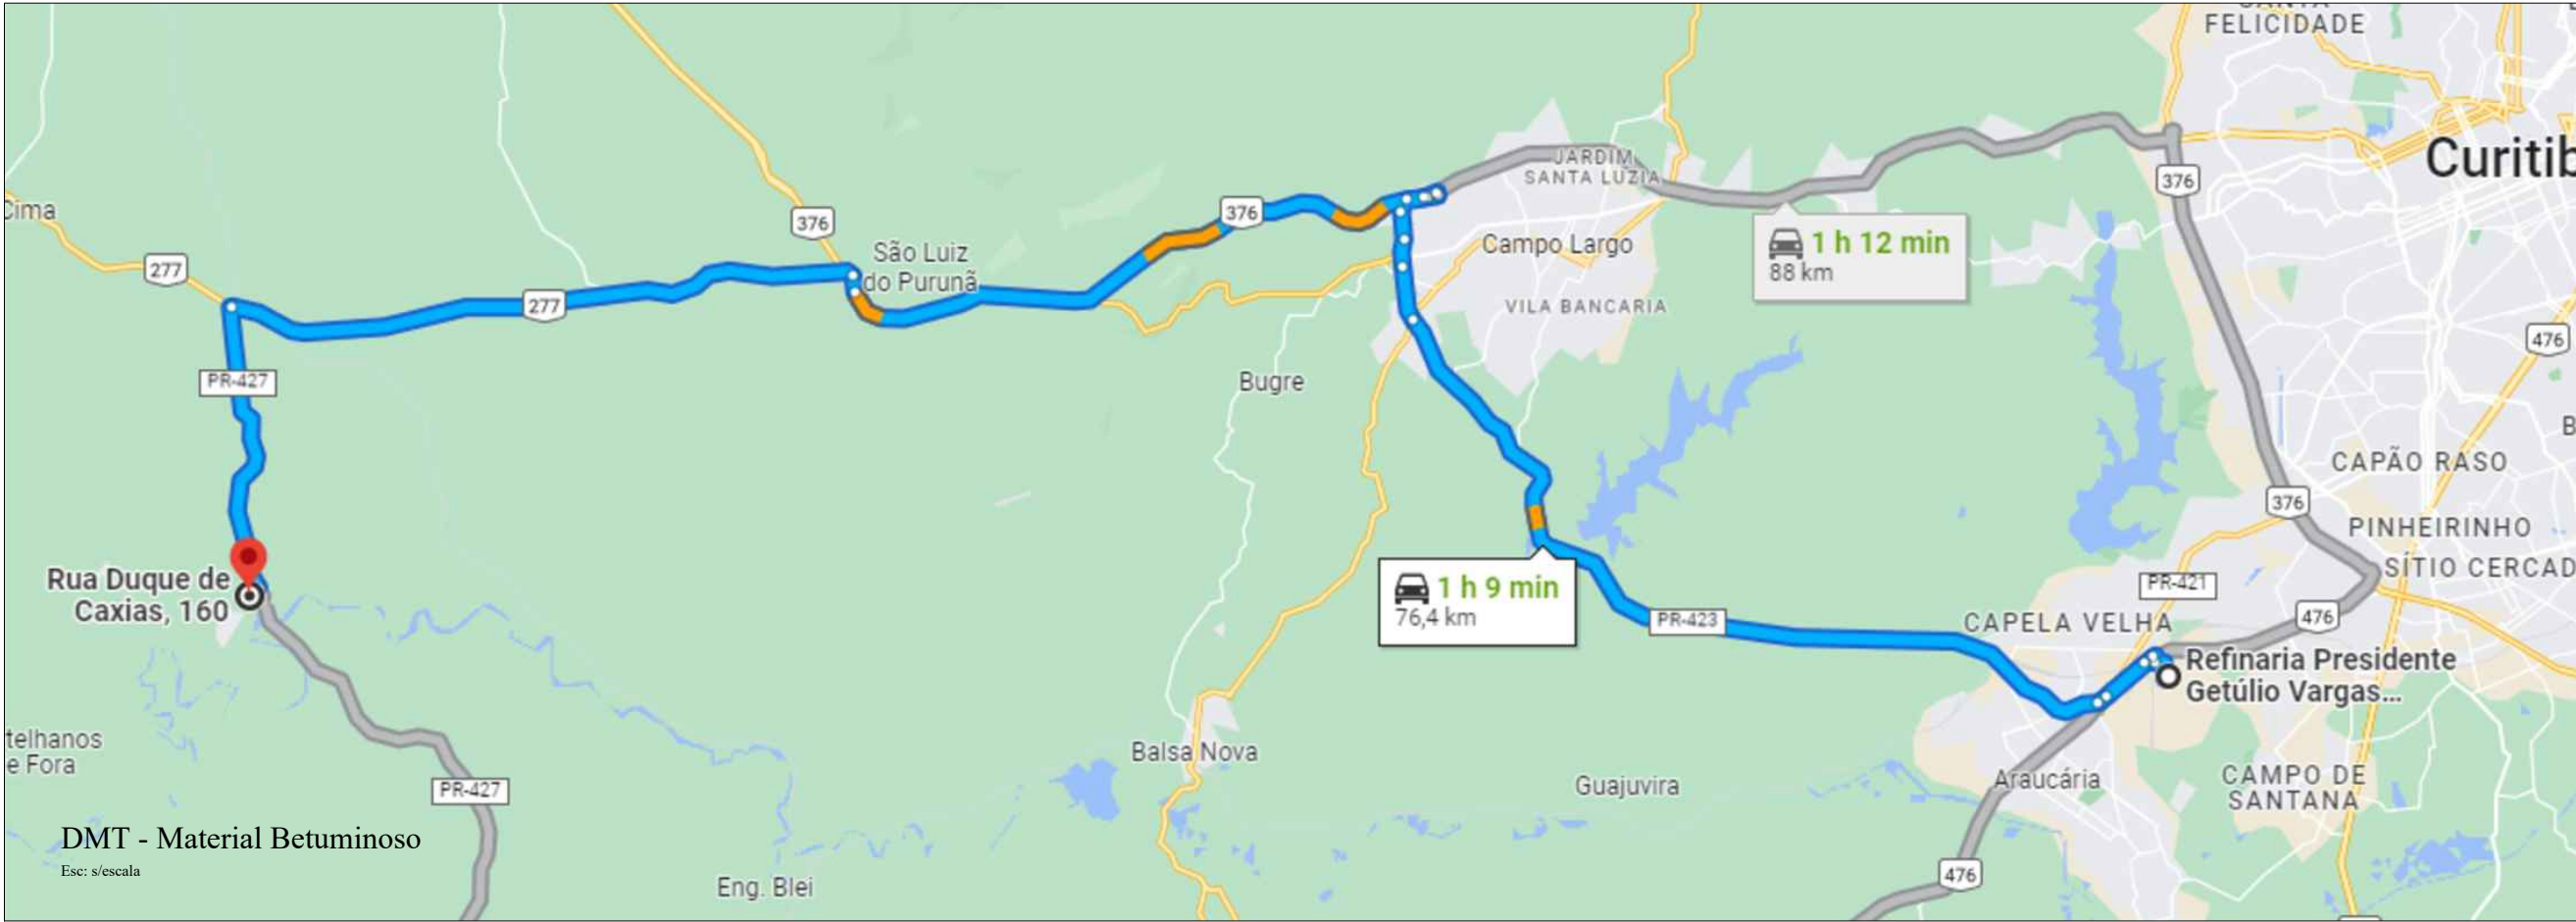 SANTA
FELICIDADE
Curitib
376
JARDIM
SANTA LUZIA
376
Cima
376
376
1 h 12 min
88 km
São Luiz
do Purunã
Campo Largo
277
277
VILA BANCARIA
476
PR-427
Bugre
CAPÃO RASO
376
PINHEIRINHO
SÍTIO CERCAD
Rua Duque de
Caxias, 160
1 h 9 min
76,4 km
PR-421
PR-423
CAPELA VELHA
476
Refinaria Presidente
Getúlio Vargas...
telhanos
e Fora
Balsa Nova
PR-427
Guajuvira
Araucária
CAMPO DE
SANTANA
DMT - Material Betuminoso
Esc: s/escala
Eng. Blei
476